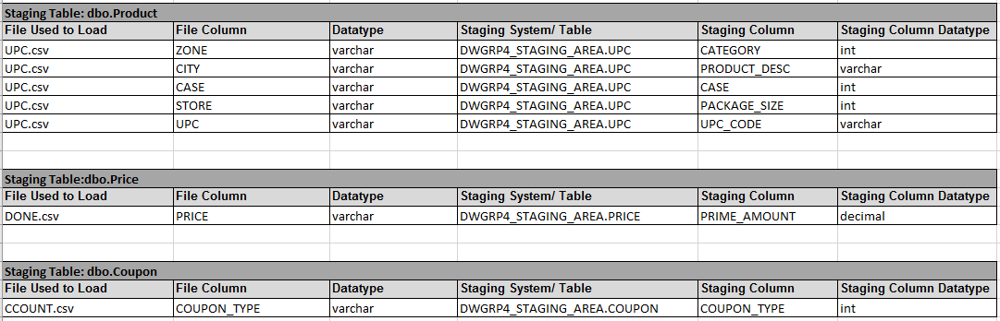 Staging Table: dbo.Product
File Used to Load File Column Datatype Staging System/ Table Staging Column Staging Column Datatype
UPC.csv ZONE varchar DWGRP4_STAGING_AREA.UPC CATEGORY int
UPC.csv CITY varchar DWGRP4_STAGING_AREA.UPC PRODUCT_DESC varchar
UPC.csv CASE varchar DWGRP4_STAGING_AREA.UPC CASE int
UPC.csv STORE varchar DWGRP4_STAGING_AREA.UPC PACKAGE_SIZE int
UPC.csv UPC varchar DWGRP4_STAGING_AREA.UPC UPC_CODE varchar
Staging Table:dbo.Price
File Used to Load File Column Datatype Staging System/ Table Staging Column Staging Column Datatype
DONE.csv PRICE varchar DWGRP4_STAGING_AREA.PRICE PRIME_AMOUNT decimal
Staging Table: dbo.Coupon
File Used to Load File Column Datatype Staging System/ Table Staging Column Staging Column Datatype
CCOUNT.csv COUPON_TYPE varchar DWGRP4_STAGING_AREA.COUPON COUPON_TYPE int